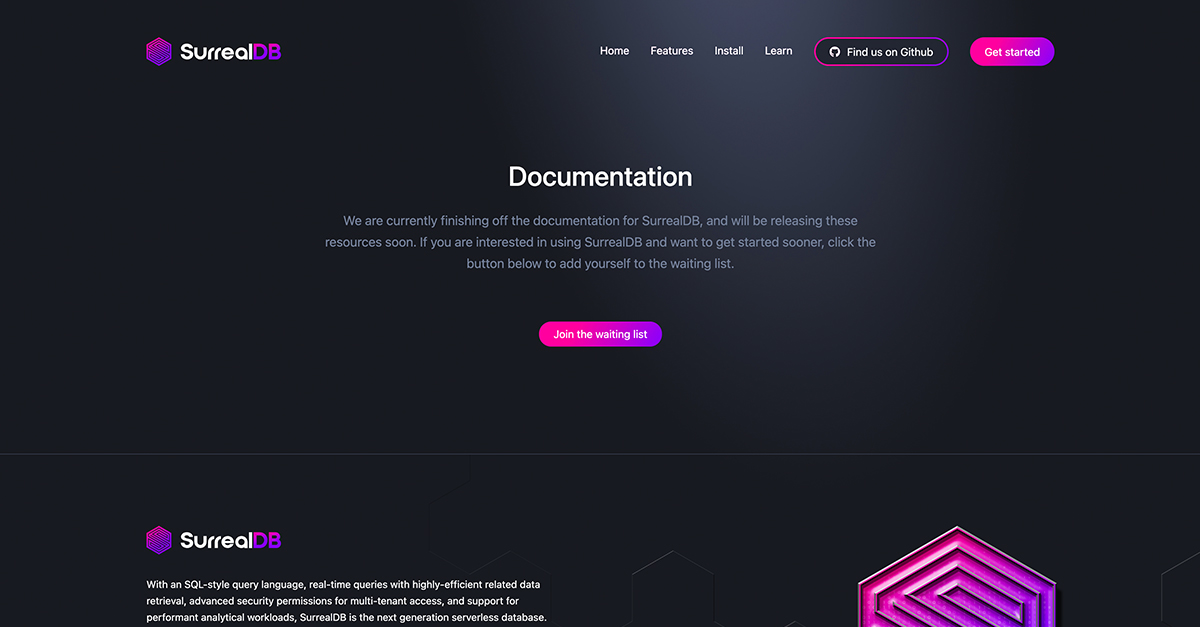 SurrealDB
Home Features Install Learn Find us on Github Get started
Documentation
We are currently finishing off the documentation for SurrealDB, and will be releasing these
resources soon. If you are interested in using SurrealDB and want to get started sooner, click the
button below to add yourself to the waiting list.
Join the waiting list
SurrealDB
With an SQL-style query language, real-time queries with highly-efficient related data
retrieval, advanced security permissions for multi-tenant access, and support for
performant analytical workloads, SurrealDB is the next generation serverless database.